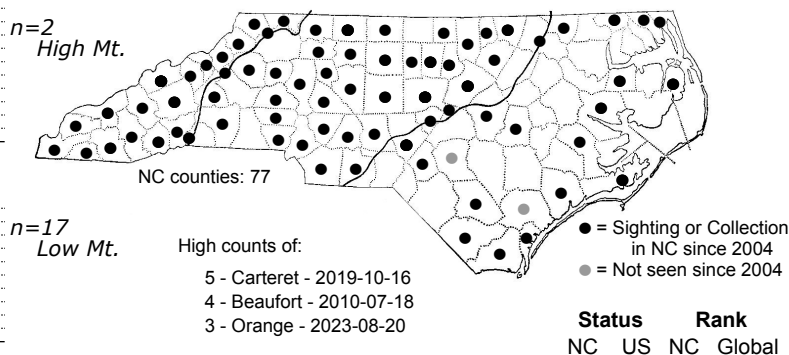 n=2
High Mt.
NC counties: 77
n=17
Low Mt.
High counts of:
5 - Carteret - 2019-10-16
4 - Beaufort - 2010-07-18
3 - Orange - 2023-08-20
● = Sighting or Collection
in NC since 2004
● = Not seen since 2004
Status Rank
NC US NC Global